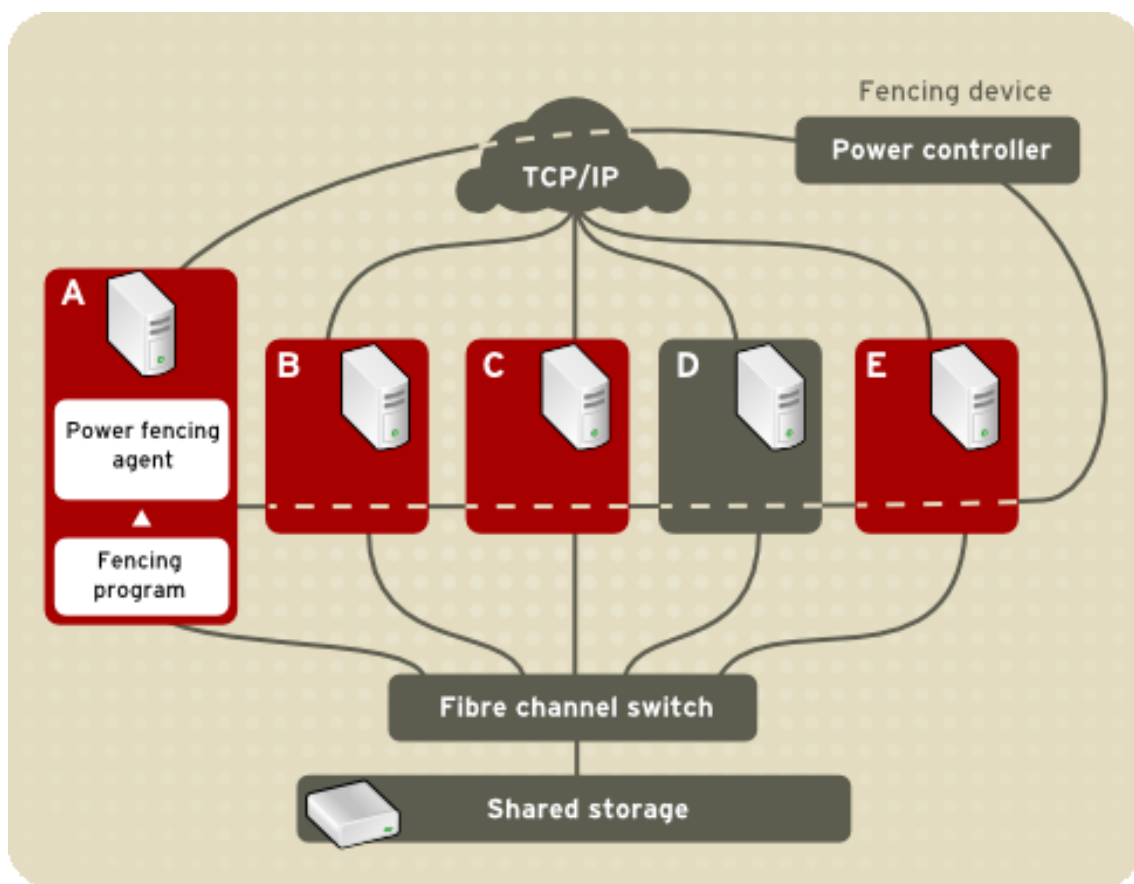 Fencing device
Power controller
TCP/IP
A
B
C
D
E
Power fencing
agent
Fencing
program
Fibre channel switch
Shared storage